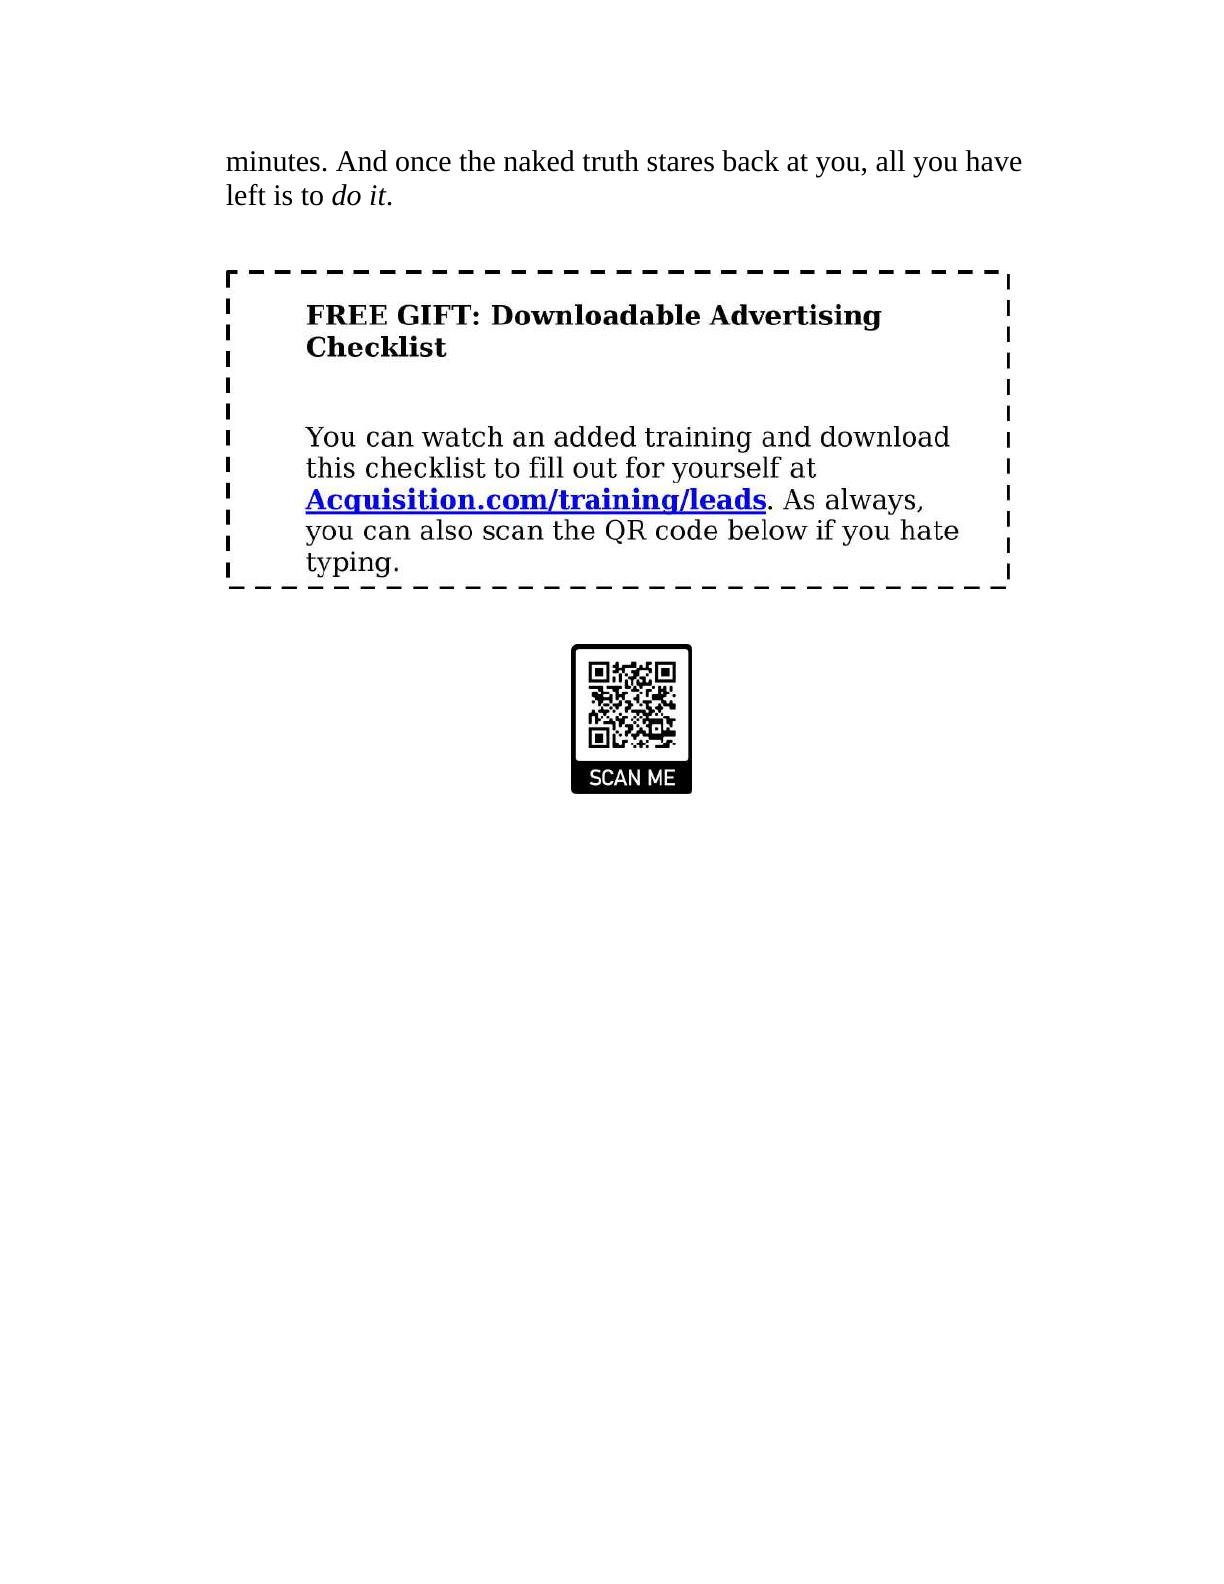 minutes. And once the naked truth stares back at you, all you have
left is to do it.
FREE GIFT: Downloadable Advertising
Checklist
You can watch an added training and download
this checklist to fill out for yourself at
Acquisition.com/training/leads. As always,
you can also scan the QR code below if you hate
typing.
SCAN ME